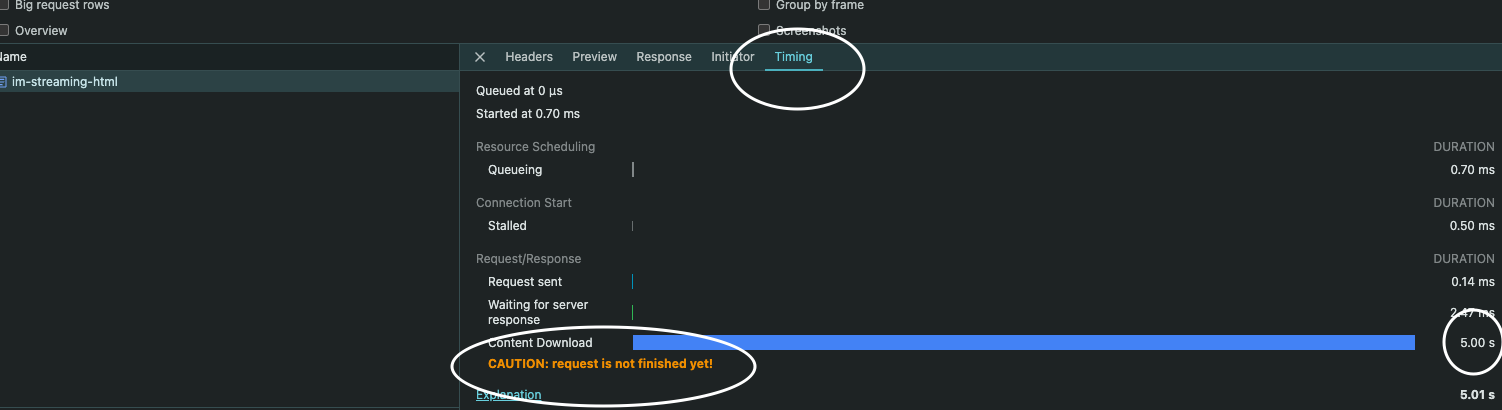 Big request rows
Group by frame
Overview
Screenshots
Name
Headers Preview Response Initiator Timing
im-streaming-html
Queued at 0 μs
Started at 0.70 ms
Resource Scheduling DURATION
Queueing 0.70 ms
Connection Start DURATION
Stalled 0.50 ms
Request/Response DURATION
Request sent 0.14 ms
Waiting for server
response 2.47 ms
Content Download 5.00 s
CAUTION: request is not finished yet!
Explanation 5.01 s